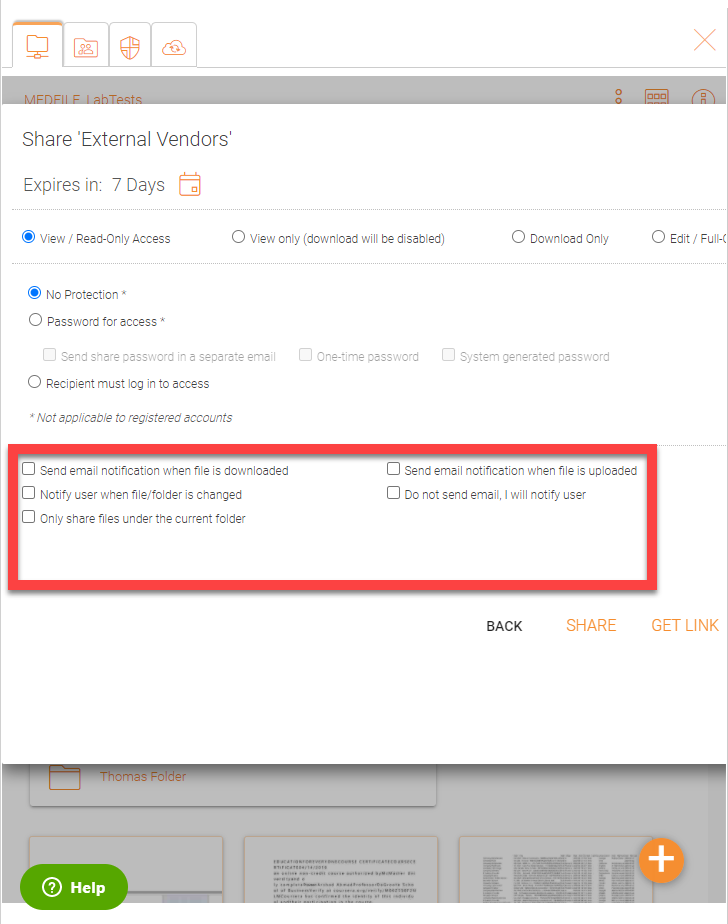 MEDFILE_LabTests
Share 'External Vendors'
Expires in: 7 Days
View / Read-Only Access View only (download will be disabled) Download Only Edit / Full-
No Protection *
Password for access *
Send share password in a separate email One-time password System generated password
Recipient must log in to access
* Not applicable to registered accounts
Send email notification when file is downloaded Send email notification when file is uploaded
Notify user when file/folder is changed Do not send email, I will notify user
Only share files under the current folder
BACK SHARE GET LINK
Thomas Folder
Help